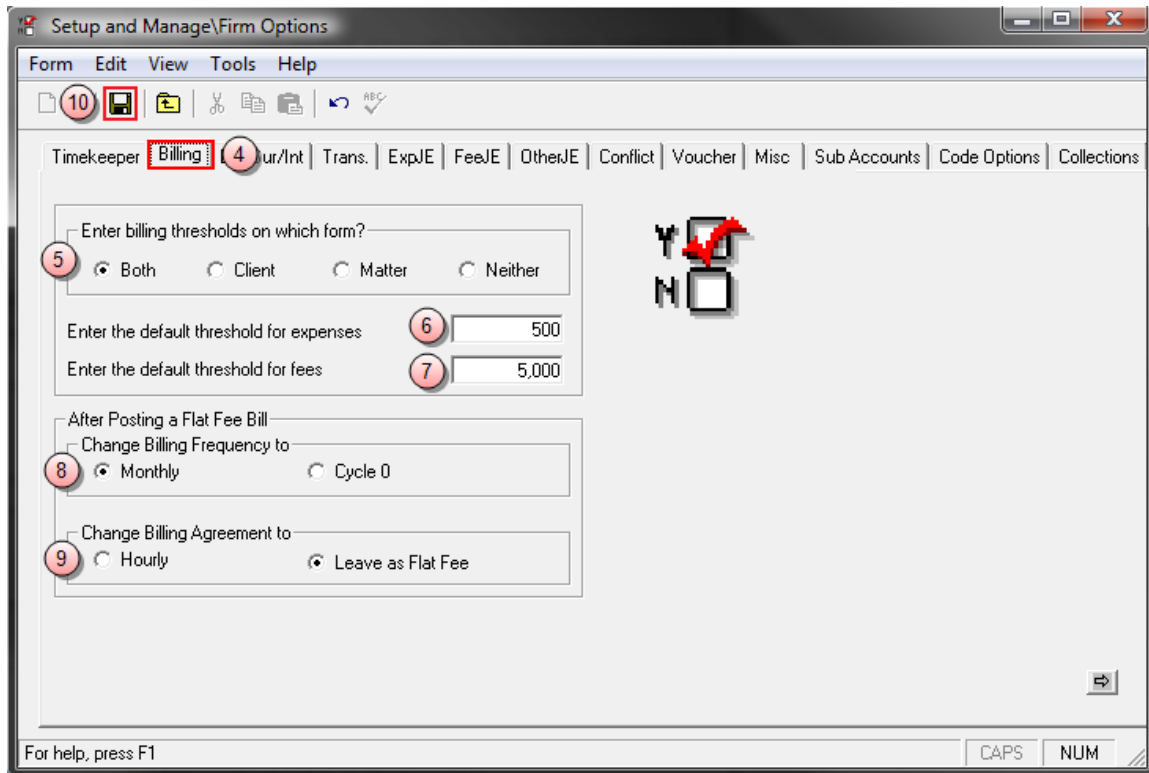 Setup and Manage\Firm Options
Form Edit View Tools Help
10 ABC
Timekeeper Billing 4 ur/Int Trans. ExpJE FeeJE OtherJE Conflict Voucher Misc Sub Accounts Code Options Collections
Enter billing thresholds on which form?
5 Both Client Matter Neither
Enter the default threshold for expenses 6 500
Enter the default threshold for fees 7 5,000
Y
N
After Posting a Flat Fee Bill
Change Billing Frequency to
8 Monthly Cycle 0
Change Billing Agreement to
9 Hourly Leave as Flat Fee
For help, press F1 CAPS NUM